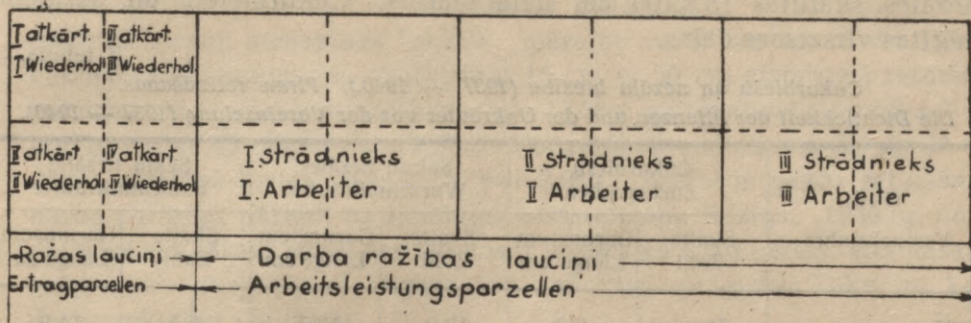 I atkārt. III atkārt.
I Wiederhol. III Wiederhol.
II atkārt IV atkārt.
II Wiederhol IV Wiederhol
I. Strādnieks
I. Arbeiter
II Strādnieks
II Arbeiter
III Strādnieks
III Arbeiter
Ražas lauciņi
Ertragparcellen
Darba ražības lauciņi
Arbeitsleistungsparzellen